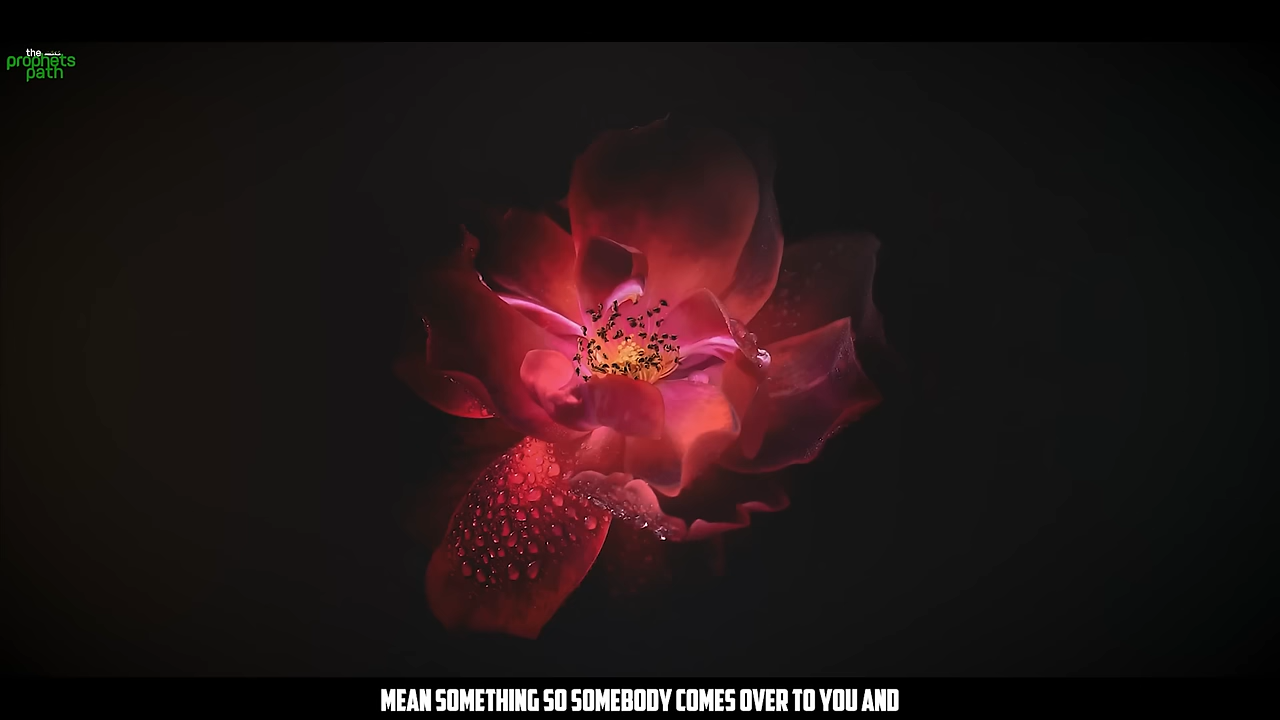 the
prophets
path
MEAN SOMETHING SO SOMEBODY COMES OVER TO YOU AND